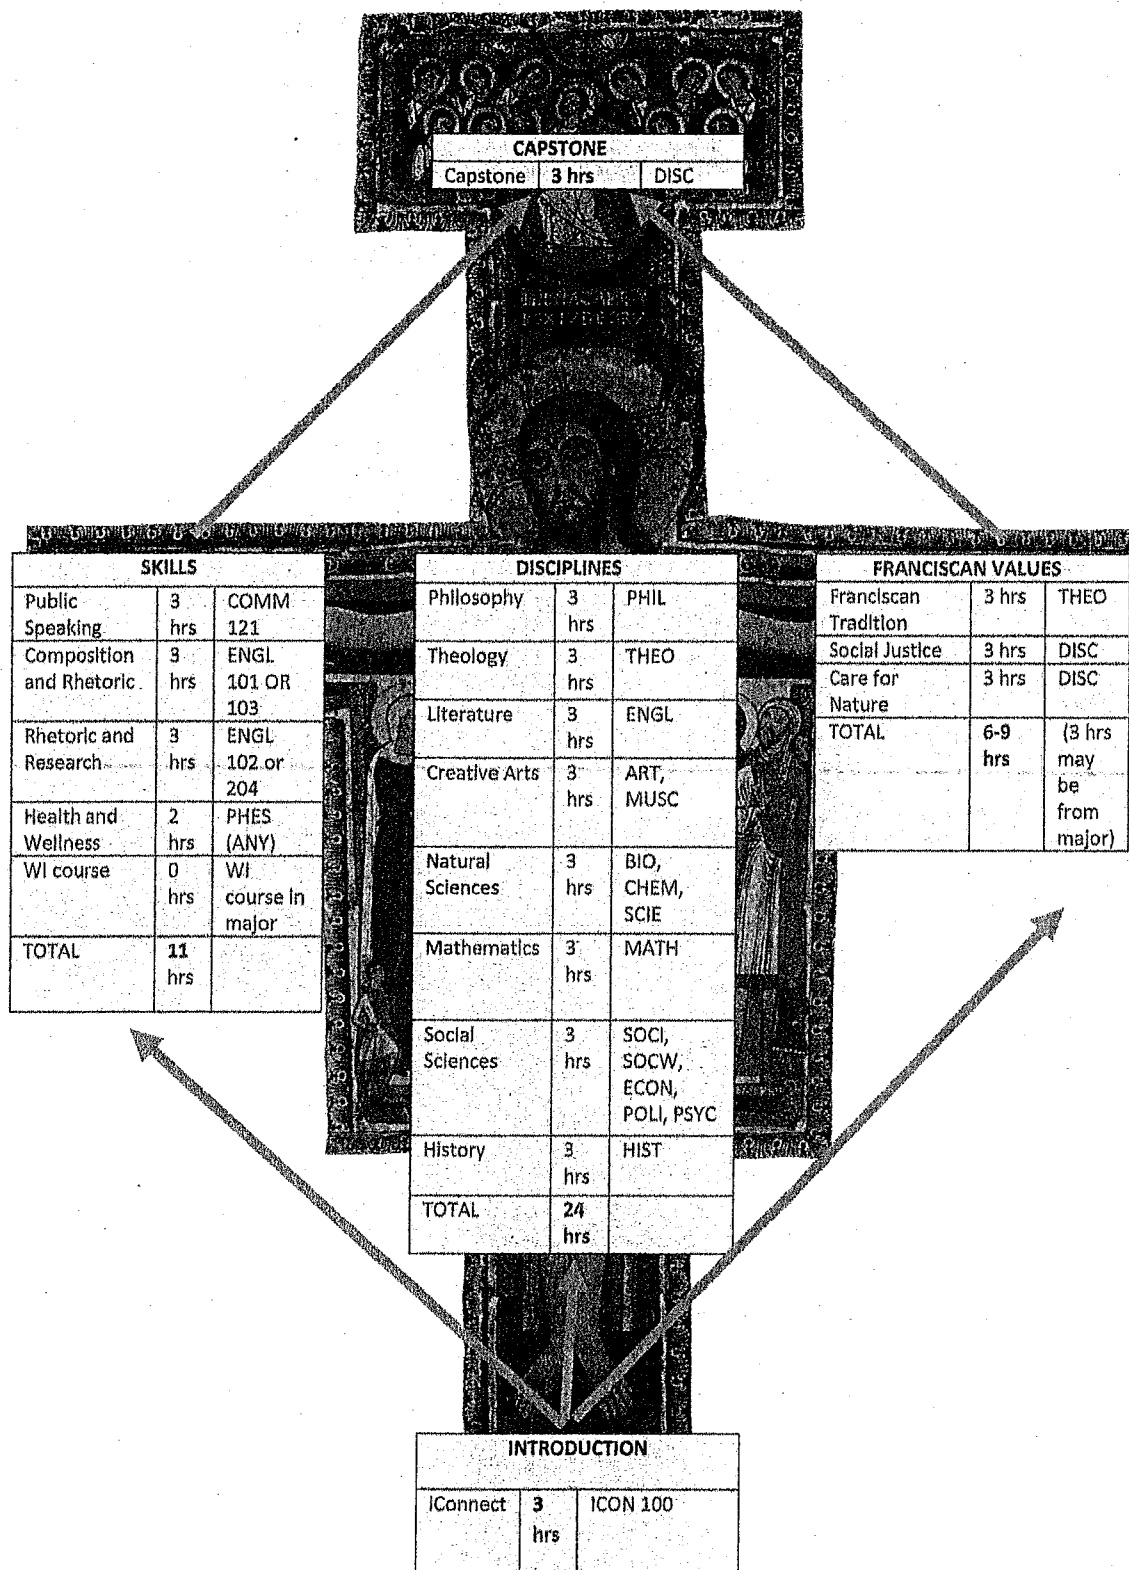 CAPSTONE
Capstone 3 hrs DISC
SKILLS
Public 3 COMM
Speaking hrs 121
Composition 3 ENGL
and Rhetoric hrs 101 OR
103
Rhetoric and 3 ENGL
Research hrs 102 or
204
Health and 2 PHES
Wellness hrs (ANY)
WI course 0 WI
hrs course in
major
TOTAL 11
hrs
DISCIPLINES
Philosophy 3 PHIL
hrs
Theology 3 THEO
hrs
Literature 3 ENGL
hrs
Creative Arts 3 ART,
hrs MUSC
Natural 3 BIO,
Sciences hrs CHEM,
SCIE
Mathematics 3 MATH
hrs
Social 3 SOCI,
Sciences hrs SOCW,
ECON,
POLI, PSYC
History 3 HIST
hrs
TOTAL 24
hrs
FRANCISCAN VALUES
Franciscan 3 hrs THEO
Tradition
Social Justice 3 hrs DISC
Care for 3 hrs DISC
Nature
TOTAL 6-9 (3 hrs
hrs may
be
from
major)
INTRODUCTION
IConnect 3 ICON 100
hrs